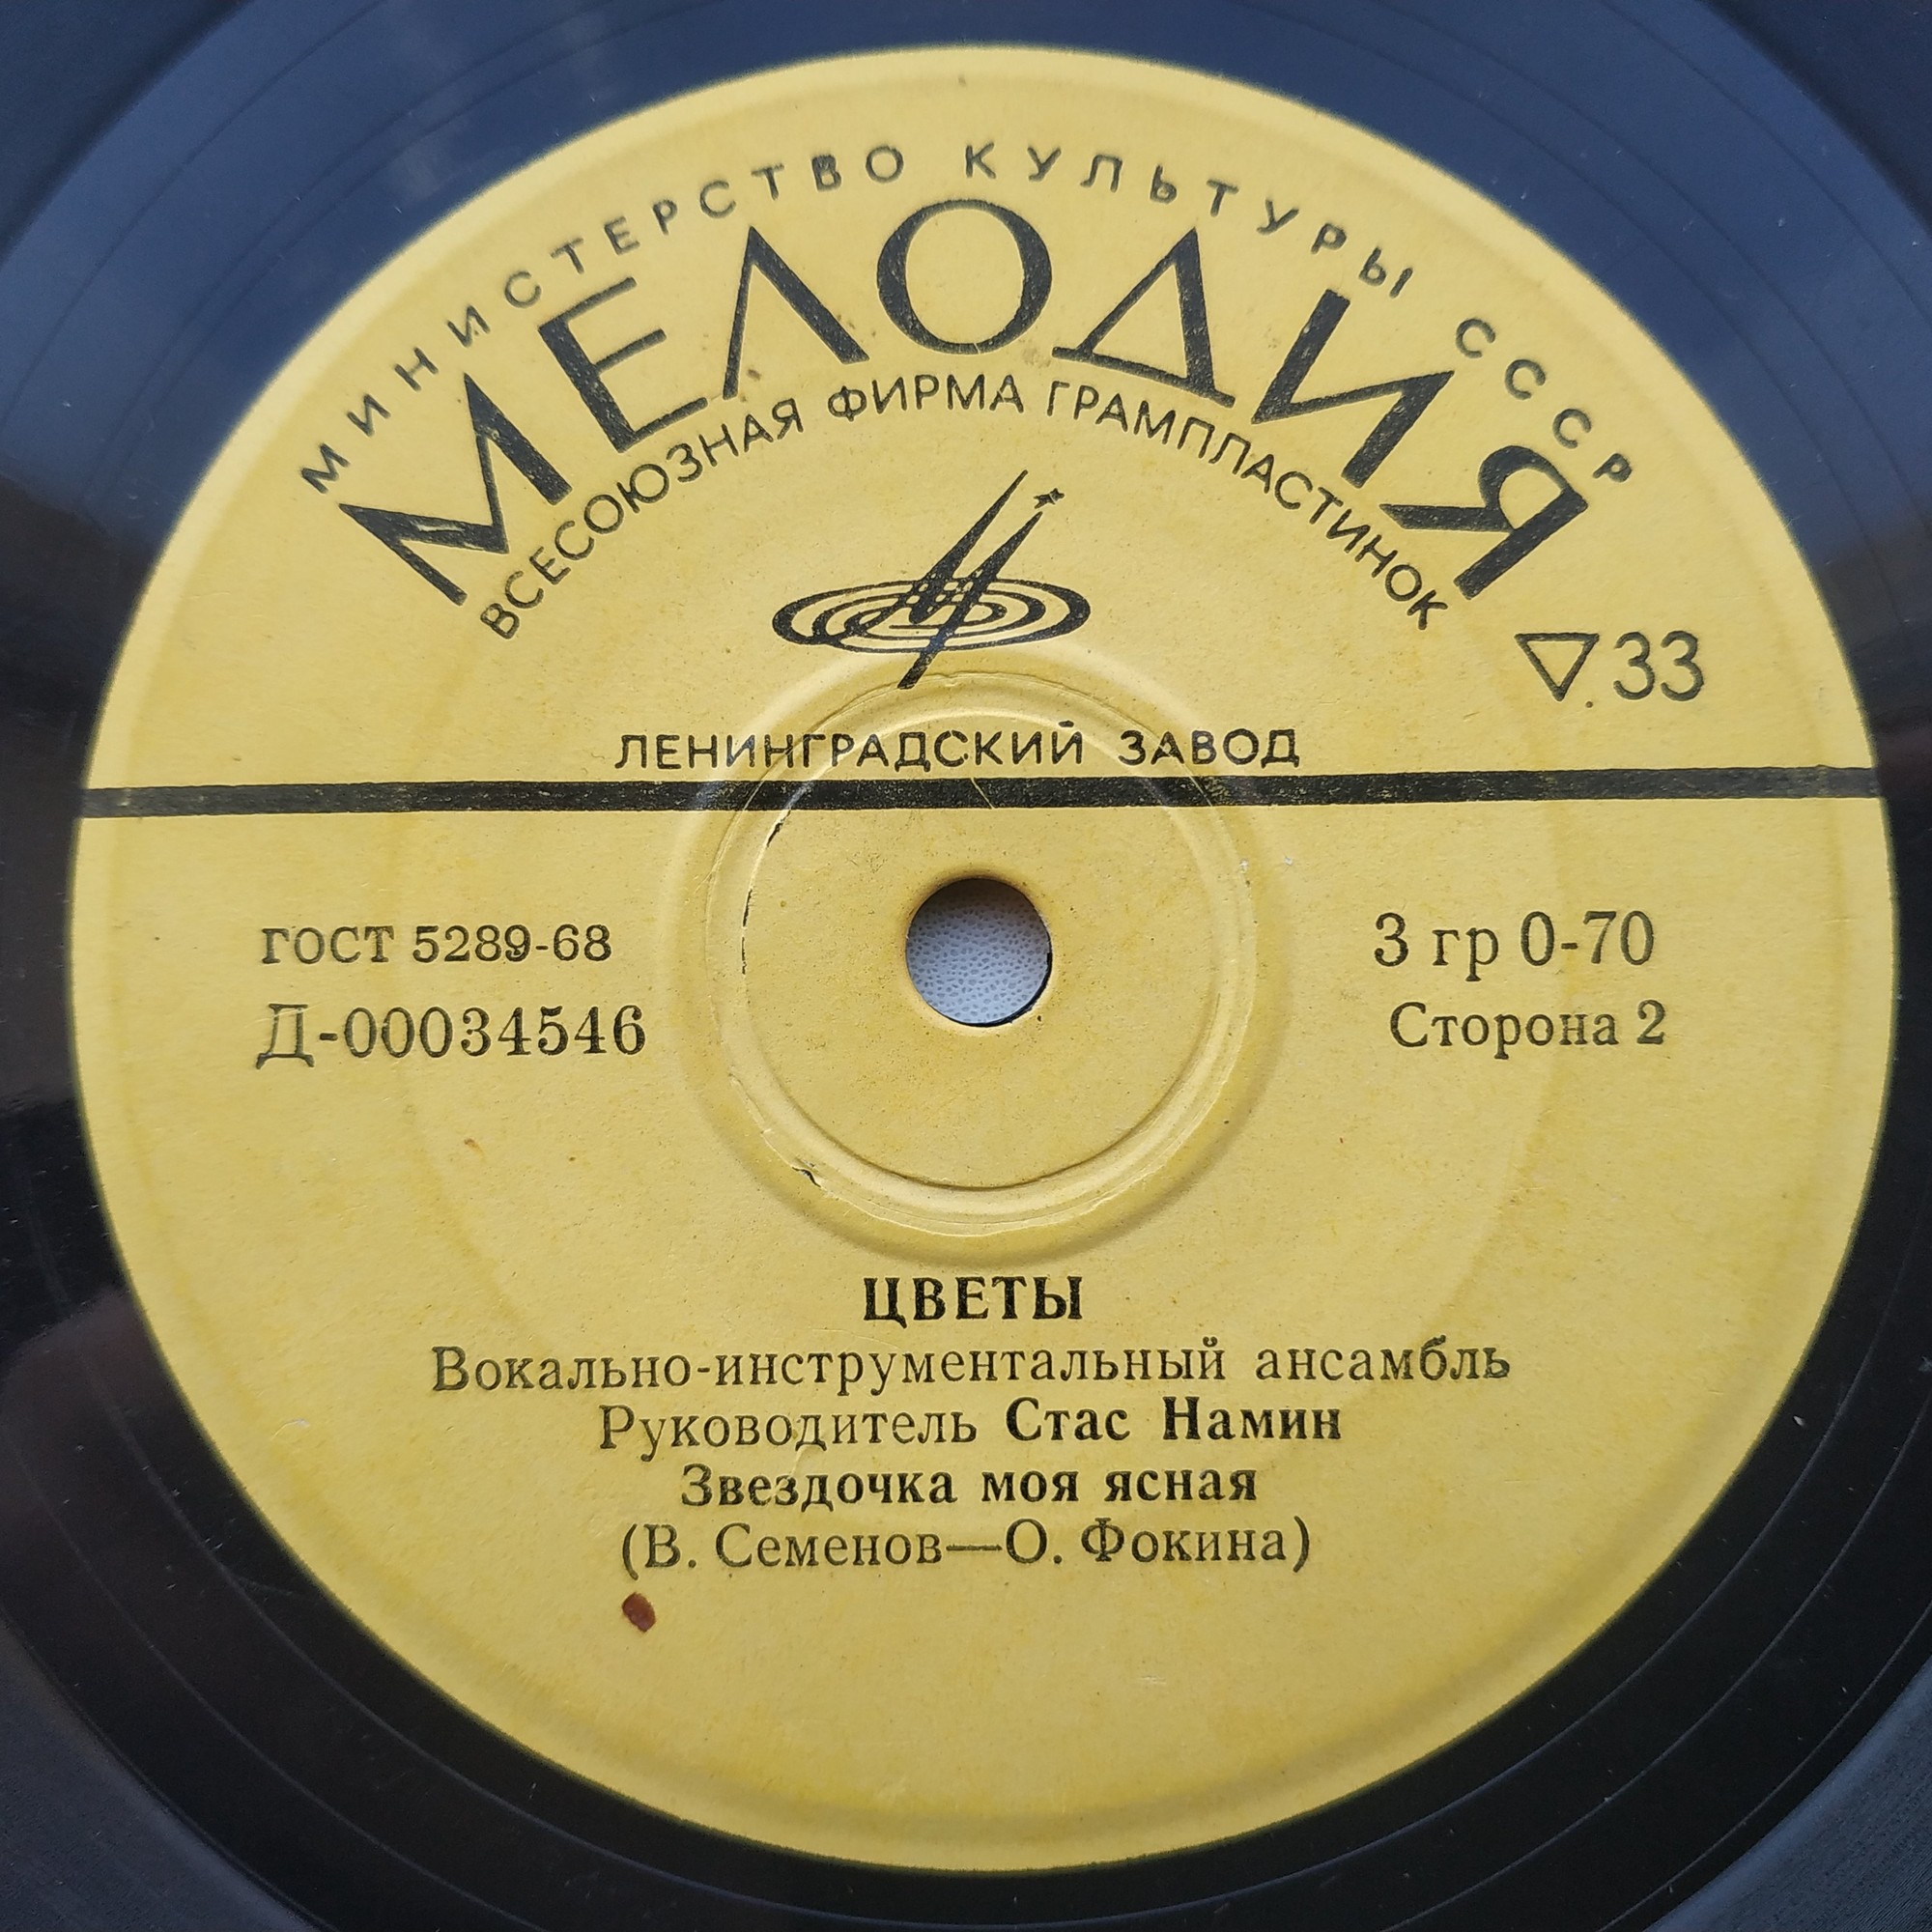 МИНИСТЕРСТВО КУЛЬТУРЫ СССР
МЕЛОДИЯ
ВСЕСОЮЗНАЯ ФИРМА ГРАМПЛАСТИНОК
▽33
ЛЕНИНГРАДСКИЙ ЗАВОД
ГОСТ 5289-68
3 гр 0-70
Д-00034546
Сторона 2
ЦВЕТЫ
Вокально-инструментальный ансамбль
Руководитель Стас Намин
Звездочка моя ясная
(В. Семенов—О. Фокина)